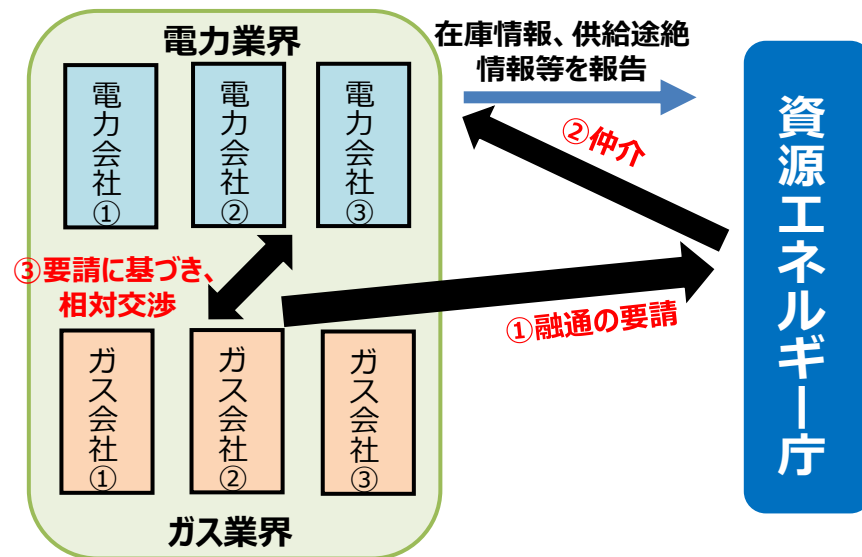 電力業界
電力会社①
電力会社②
電力会社③
在庫情報、供給途絶
情報等を報告
②仲介
③要請に基づき、
相対交渉
①融通の要請
ガス会社①
ガス会社②
ガス会社③
ガス業界
資源エネルギー庁